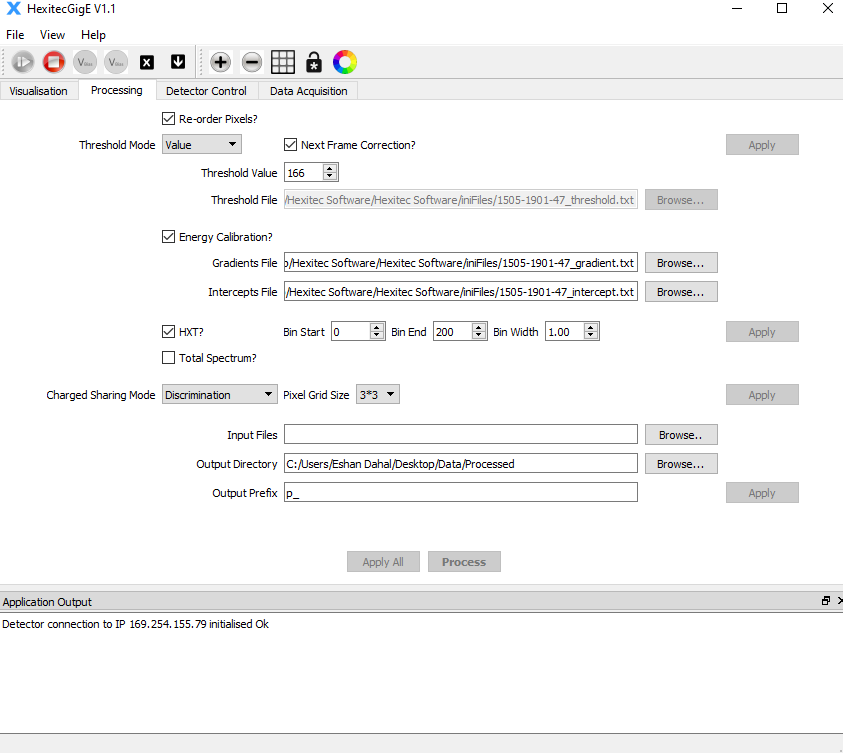 HexitecGigE V1.1
File View Help
Visualisation Processing Detector Control Data Acquisition
Re-order Pixels?
Threshold Mode Value Next Frame Correction? Apply
Threshold Value 166
Threshold File /Hexitec Software/Hexitec Software/iniFiles/1505-1901-47_threshold.txt Browse...
Energy Calibration?
Gradients File /Hexitec Software/Hexitec Software/iniFiles/1505-1901-47_gradient.txt Browse...
Intercepts File /Hexitec Software/Hexitec Software/iniFiles/1505-1901-47_intercept.txt Browse...
HXT? Bin Start 0 Bin End 200 Bin Width 1.00 Apply
Total Spectrum?
Charged Sharing Mode Discrimination Pixel Grid Size 3*3 Apply
Input Files Browse..
Output Directory C:/Users/Eshan Dahal/Desktop/Data/Processed Browse...
Output Prefix p_ Apply
Apply All Process
Application Output
Detector connection to IP 169.254.155.79 initialised Ok